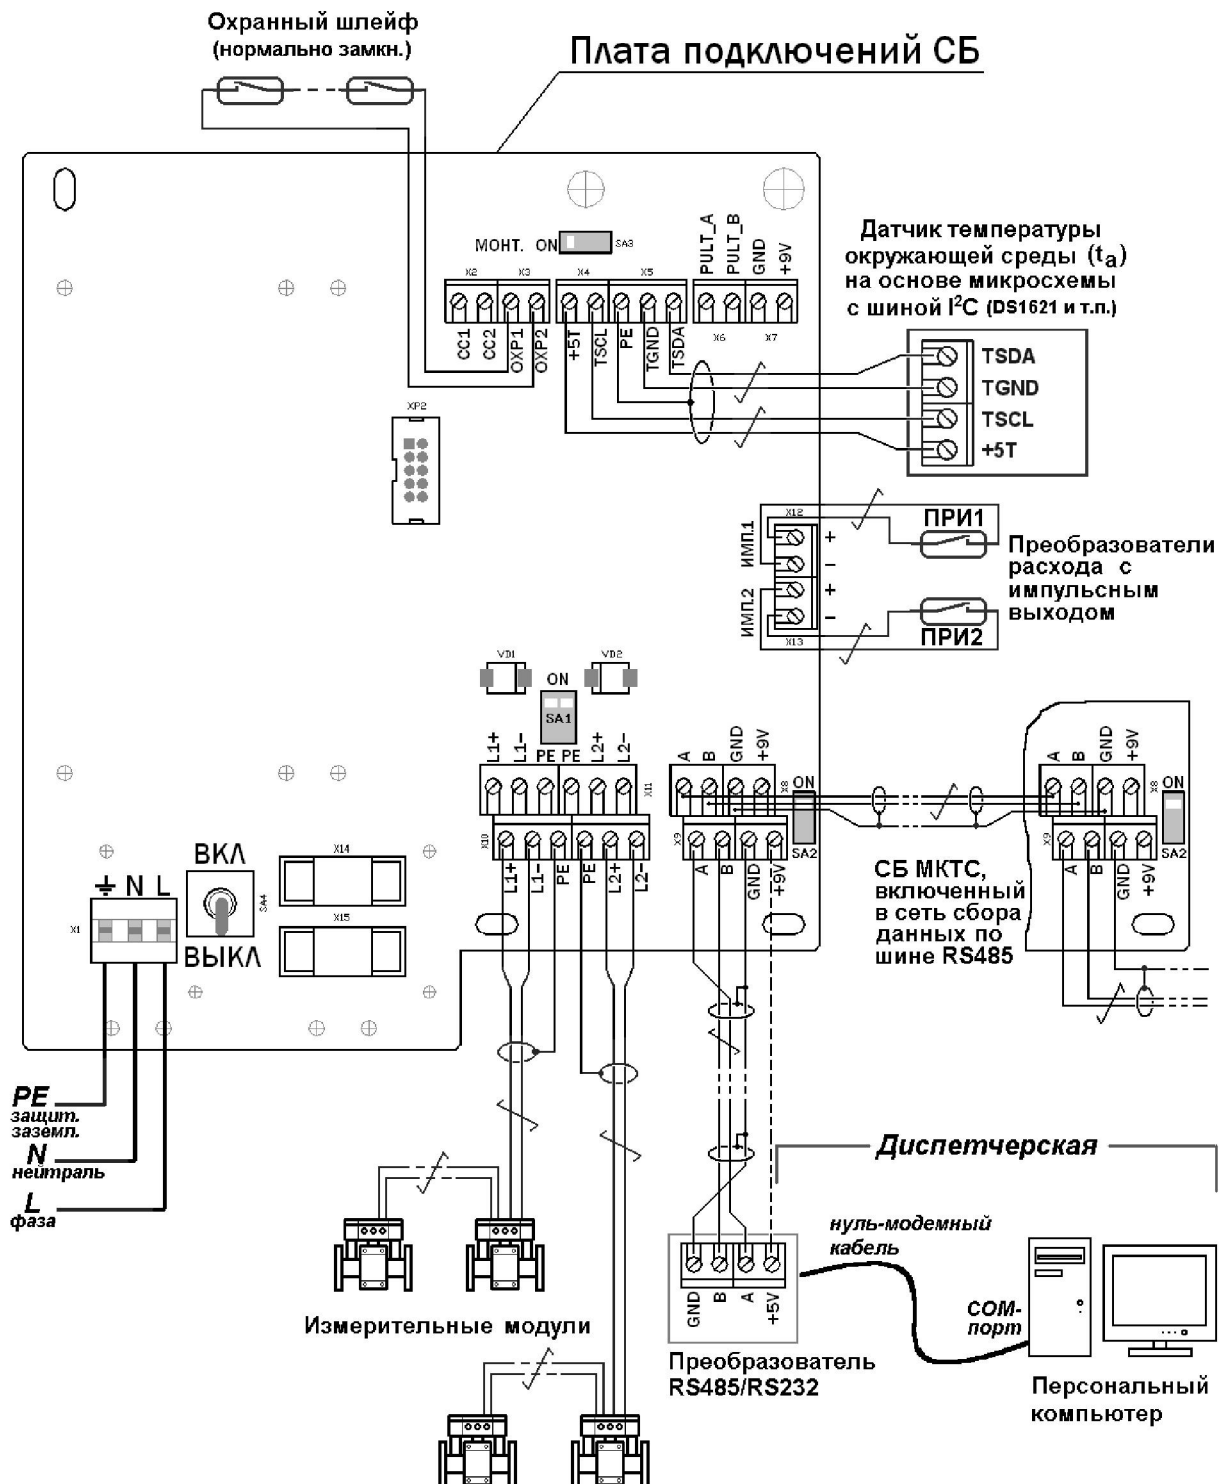 Охранный шлейф
(нормально замкн.)
Плата подключений СБ
МОНТ. ON SA3
PULT_A
PULT_B
GND
+9V
X2 X3 X4 X5
CC1
CC2
OXP1
OXP2
+5T
TSCL
PE
TGND
TSDA
X6 X7
Датчик температуры
окружающей среды (ta)
на основе микросхемы
с шиной I²C (DS1621 и т.п.)
TSDA
TGND
TSCL
+5T
XP2
X12
ИМП.1
+
–
ИМП.2
+
–
X13
ПРИ1
ПРИ2
Преобразователи
расхода с
импульсным
выходом
VD1
VD2
ON
SA1
L1+
L1–
PE PE
L2+
L2–
X11
X10
L1+
L1–
PE
PE
L2+
L2–
A
B
GND
+9V
X8
ON
SA2
X9
A
B
GND
+9V
A
B
GND
+9V
X8
ON
SA2
X9
A
B
GND
+9V
СБ МКТС,
включенный
в сеть сбора
данных по
шине RS485
ВКЛ
ВЫКЛ
SA4
X14
X15
N L
X1
PE
защит.
заземл.
N
нейтраль
L
фаза
Измерительные модули
Диспетчерская
нуль-модемный
кабель
COM-
порт
GND
B
A
+5V
Преобразователь
RS485/RS232
Персональный
компьютер